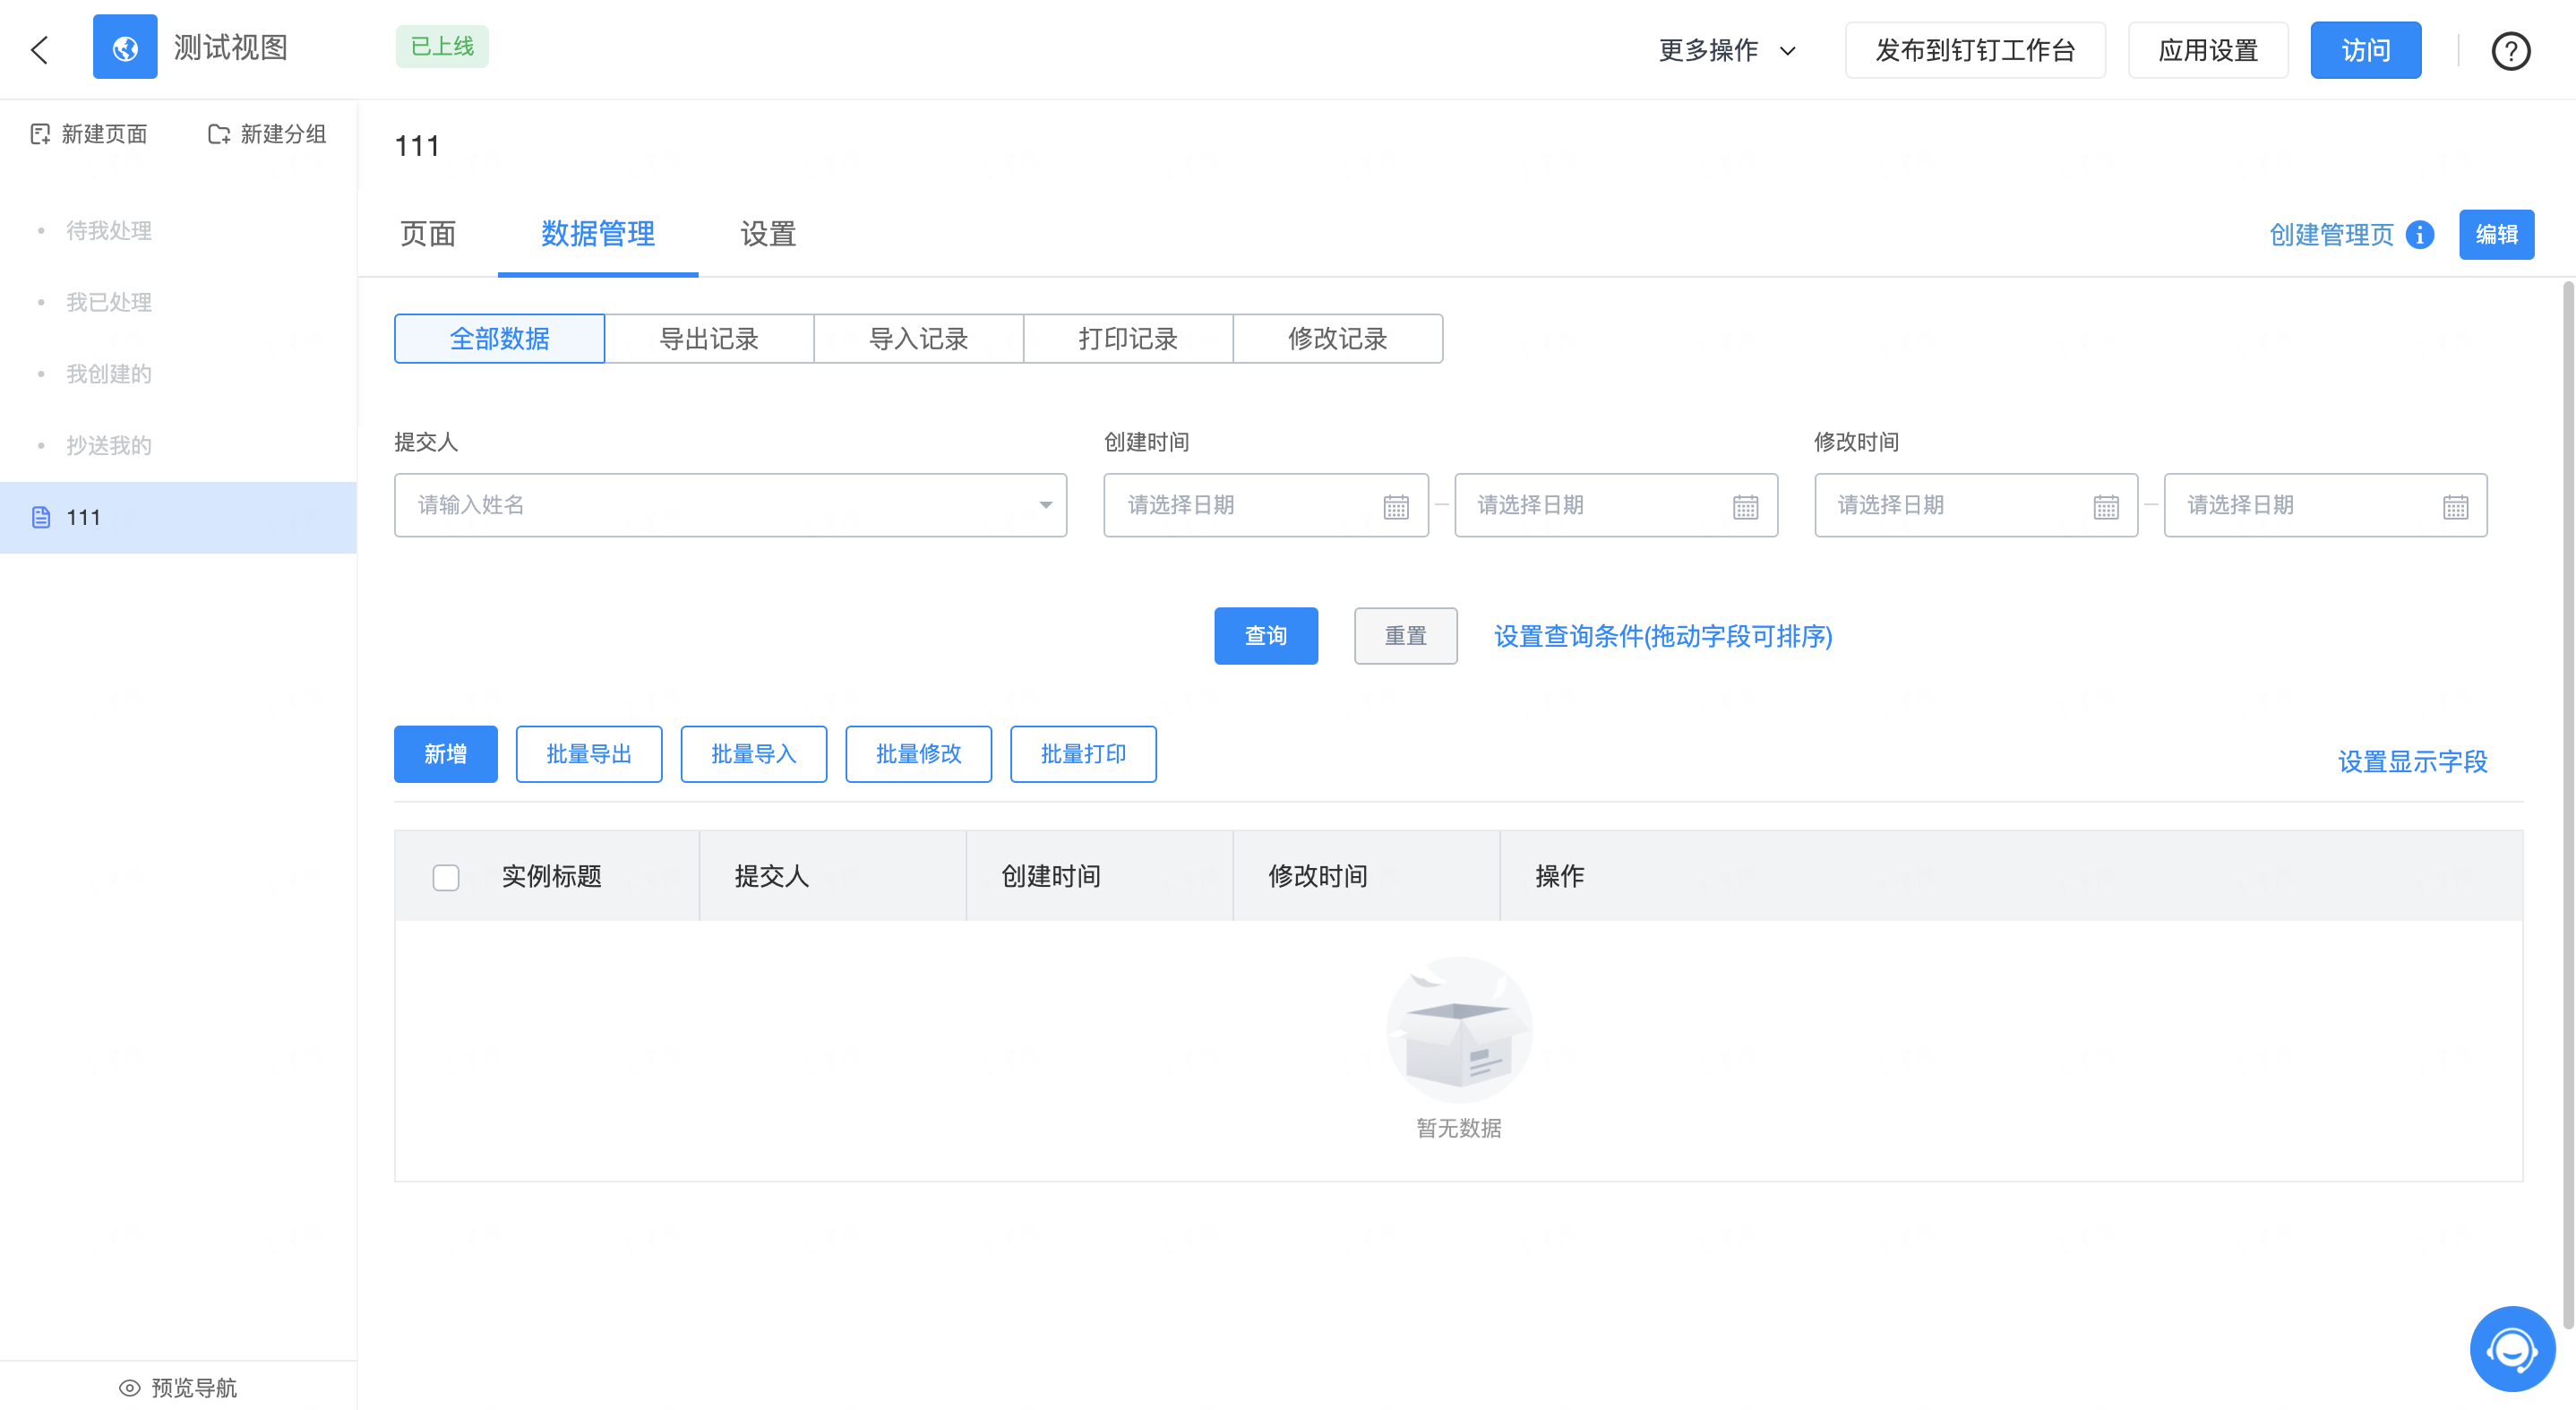 测试视图
已上线
更多操作
发布到钉钉工作台
应用设置
访问
新建页面
新建分组
待我处理
我已处理
我创建的
抄送我的
111
预览导航
111
页面
数据管理
设置
创建管理页
编辑
全部数据
导出记录
导入记录
打印记录
修改记录
提交人
创建时间
修改时间
请输入姓名
请选择日期
请选择日期
请选择日期
请选择日期
查询
重置
设置查询条件(拖动字段可排序)
新增
批量导出
批量导入
批量修改
批量打印
设置显示字段
实例标题
提交人
创建时间
修改时间
操作
暂无数据